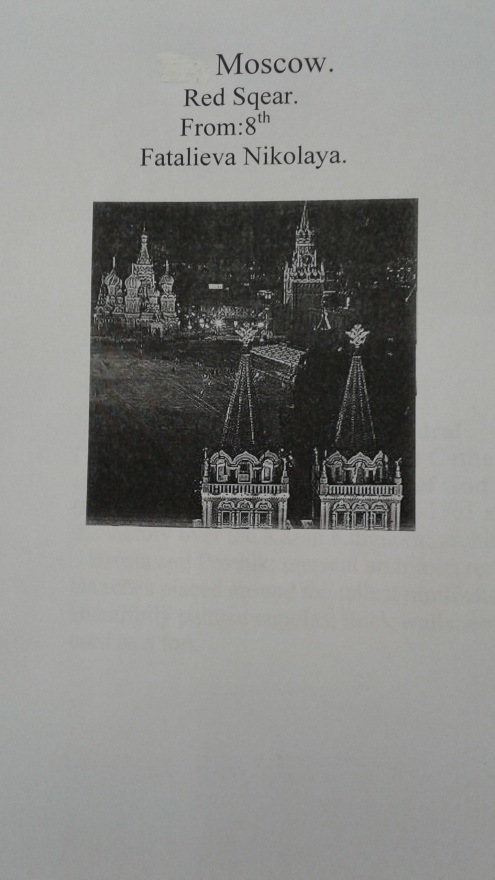 Moscow.
Red Sqear.
From:8th
Fatalieva Nikolaya.